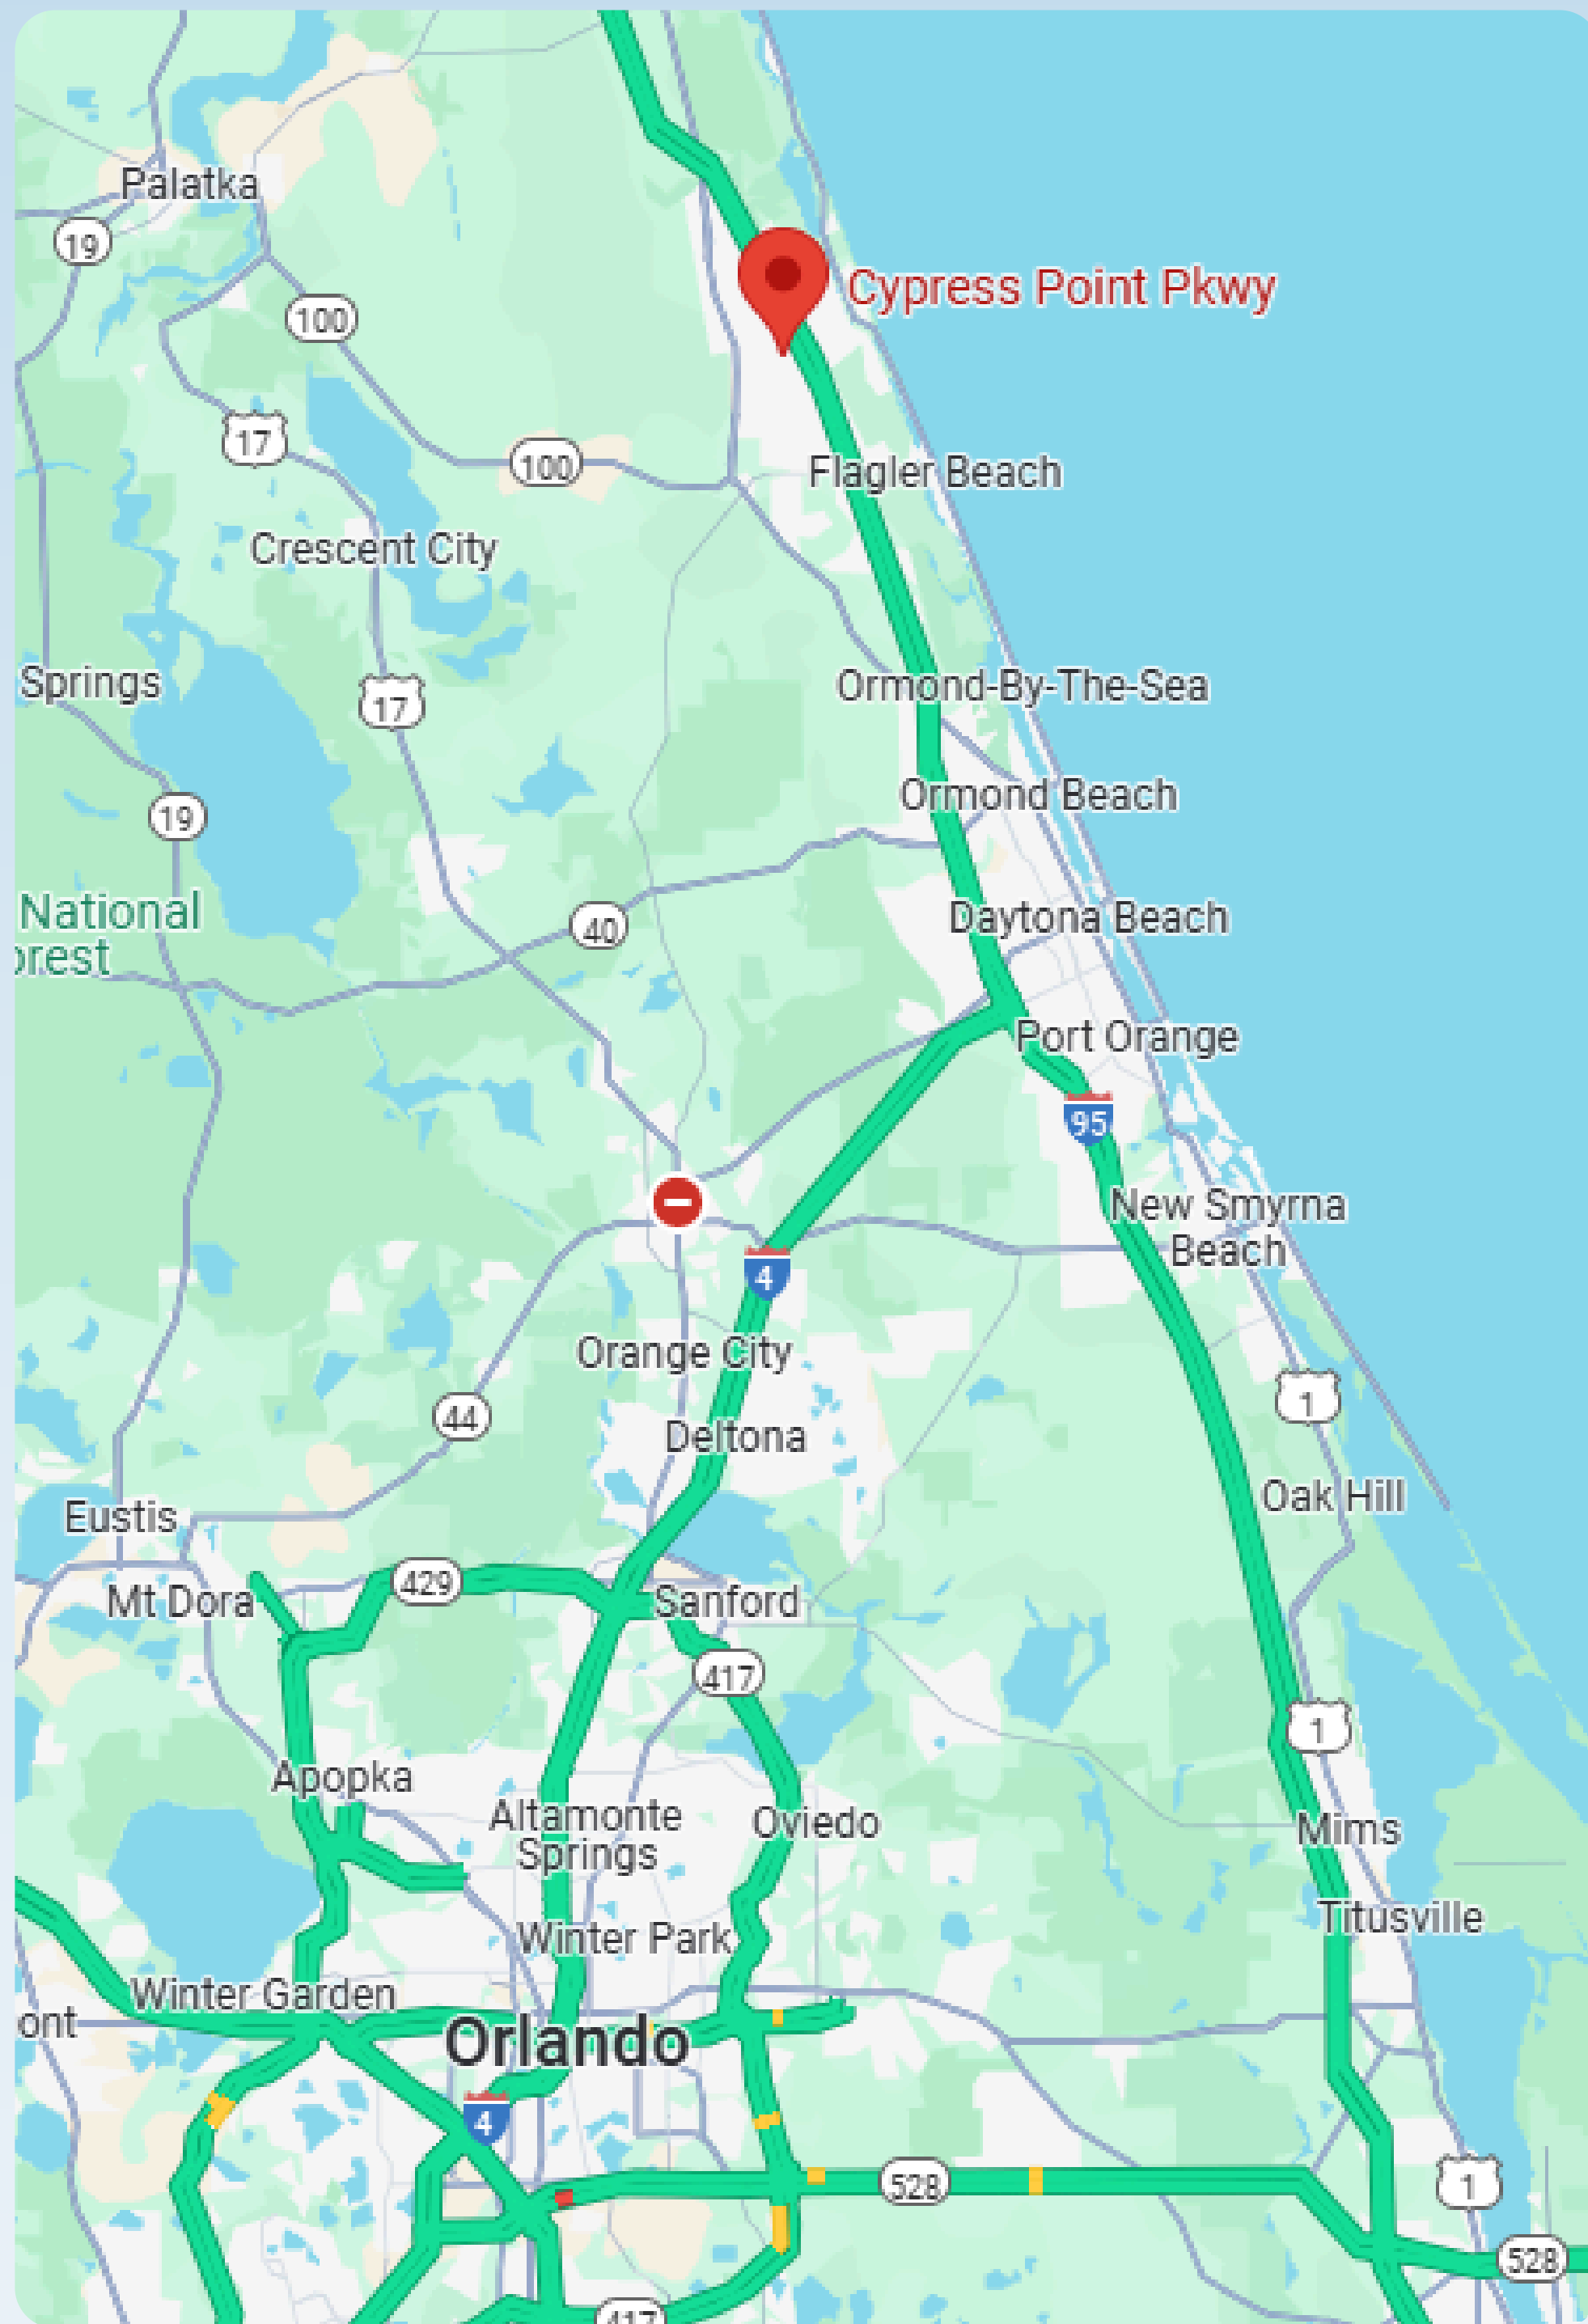 Palatka
19
Cypress Point Pkwy
100
17
100
Flagler Beach
Crescent City
Springs
17
Ormond-By-The-Sea
Ormond Beach
19
National
orest
40
Daytona Beach
Port Orange
95
New Smyrna
Beach
4
Orange City
1
44
Deltona
Oak Hill
Eustis
429
Mt Dora
Sanford
417
1
Apopka
Altamonte
Springs
Oviedo
Mims
Titusville
Winter Park
Winter Garden
ont
Orlando
4
528
1
528
417